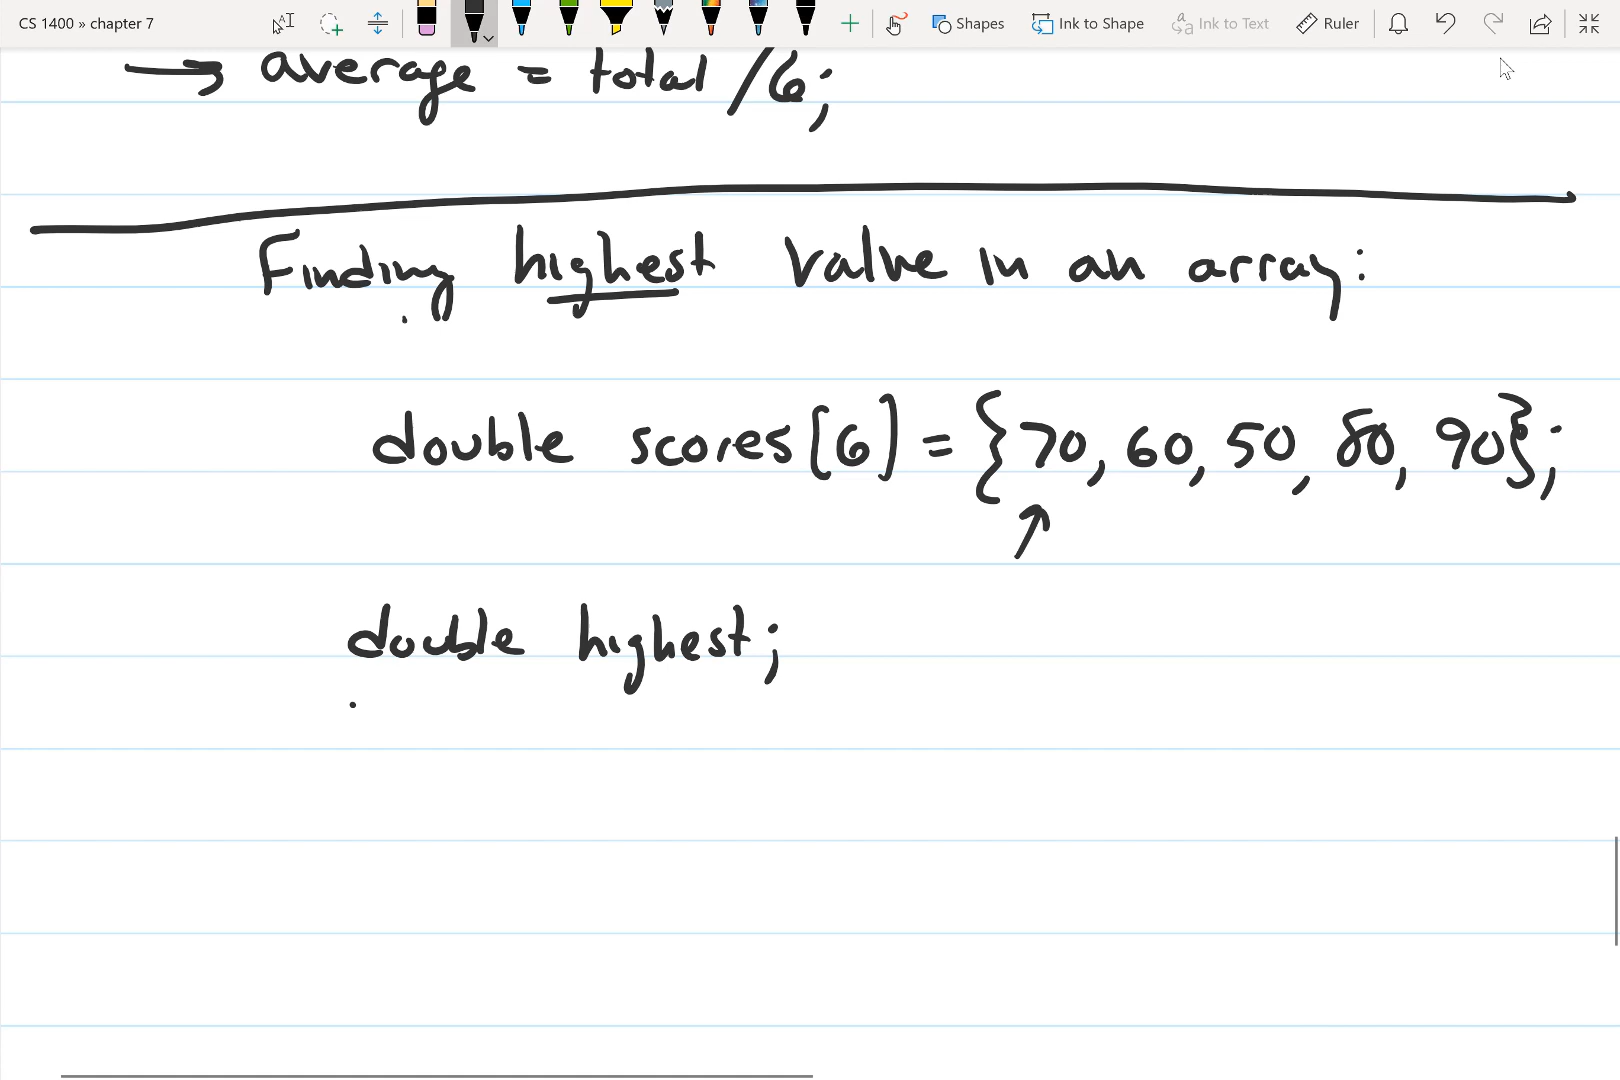 CS 1400 » chapter 7
Shapes Ink to Shape Ink to Text Ruler
→ average = total /6;
Finding highest value in an array:
double scores[6] = {70, 60, 50, 80, 90};
double highest;